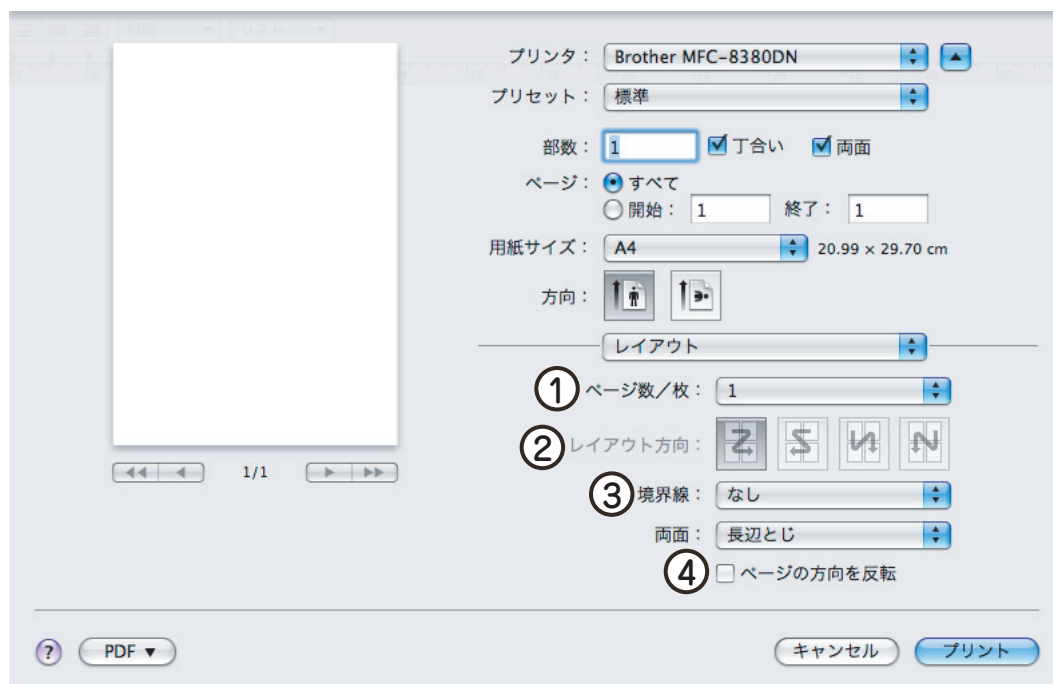 プリンタ： Brother MFC-8380DN
プリセット： 標準
部数： 1 丁合い 両面
ページ： すべて
開始： 1 終了： 1
用紙サイズ： A4 20.99 × 29.70 cm
方向：
レイアウト
① ページ数／枚： 1
② レイアウト方向：
1/1
③ 境界線： なし
両面： 長辺とじ
④ ページの方向を反転
? PDF ▼ キャンセル プリント